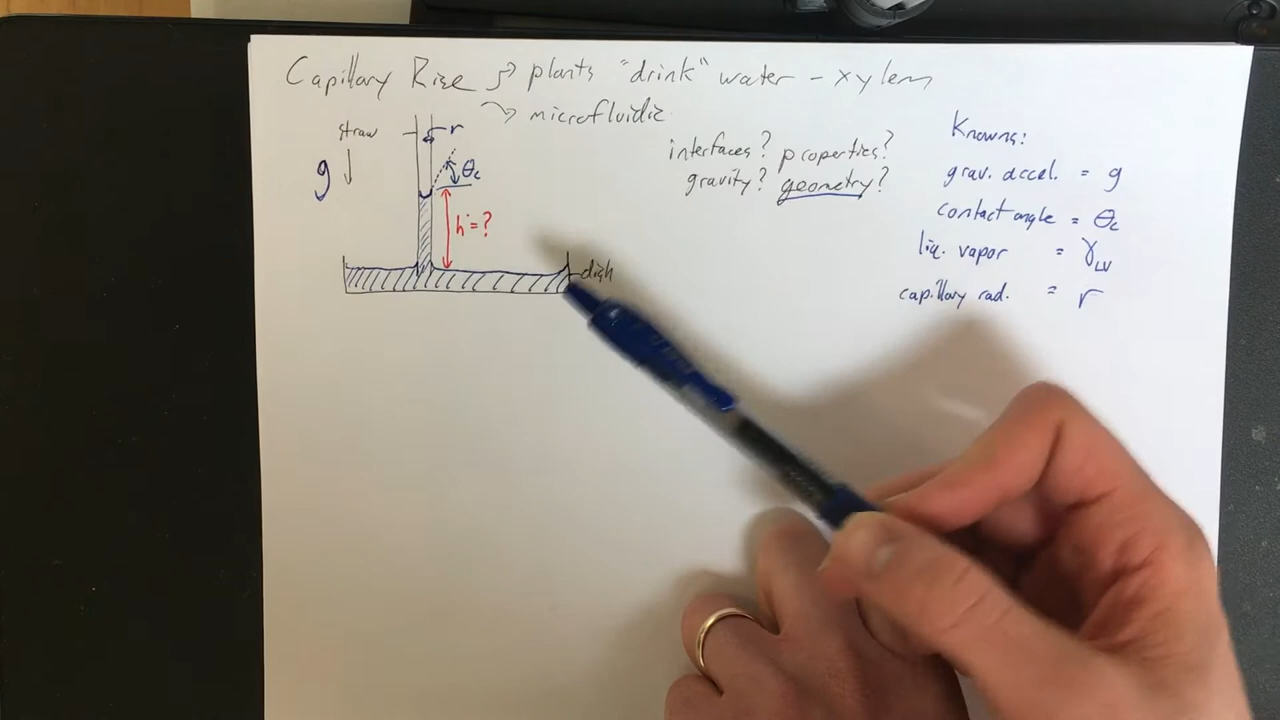 Capillary Rise → plants "drink" water - xylem
→ microfluidic
straw
r
g
θc
h = ?
dish
interfaces? properties?
gravity? geometry?
Knowns:
grav. accel. = g
contact angle = θc
liq. vapor = γLV
capillary rad. = r